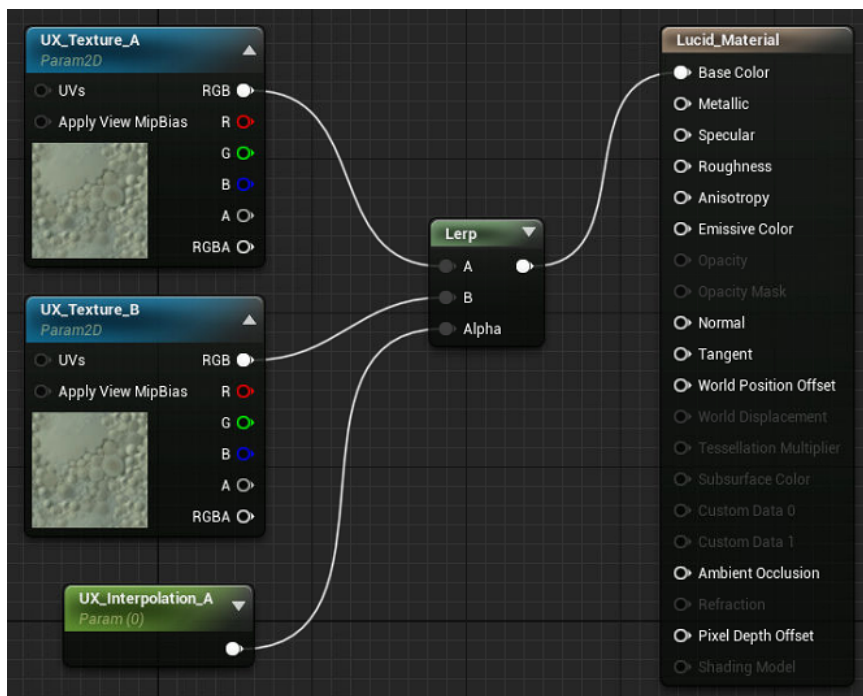 UX_Texture_A
Param2D
UVs RGB
Apply View MipBias R
G
B
A
RGBA
UX_Texture_B
Param2D
UVs RGB
Apply View MipBias R
G
B
A
RGBA
UX_Interpolation_A
Param (0)
Lerp
A
B
Alpha
Lucid_Material
Base Color
Metallic
Specular
Roughness
Anisotropy
Emissive Color
Opacity
Opacity Mask
Normal
Tangent
World Position Offset
World Displacement
Tessellation Multiplier
Subsurface Color
Custom Data 0
Custom Data 1
Ambient Occlusion
Refraction
Pixel Depth Offset
Shading Model